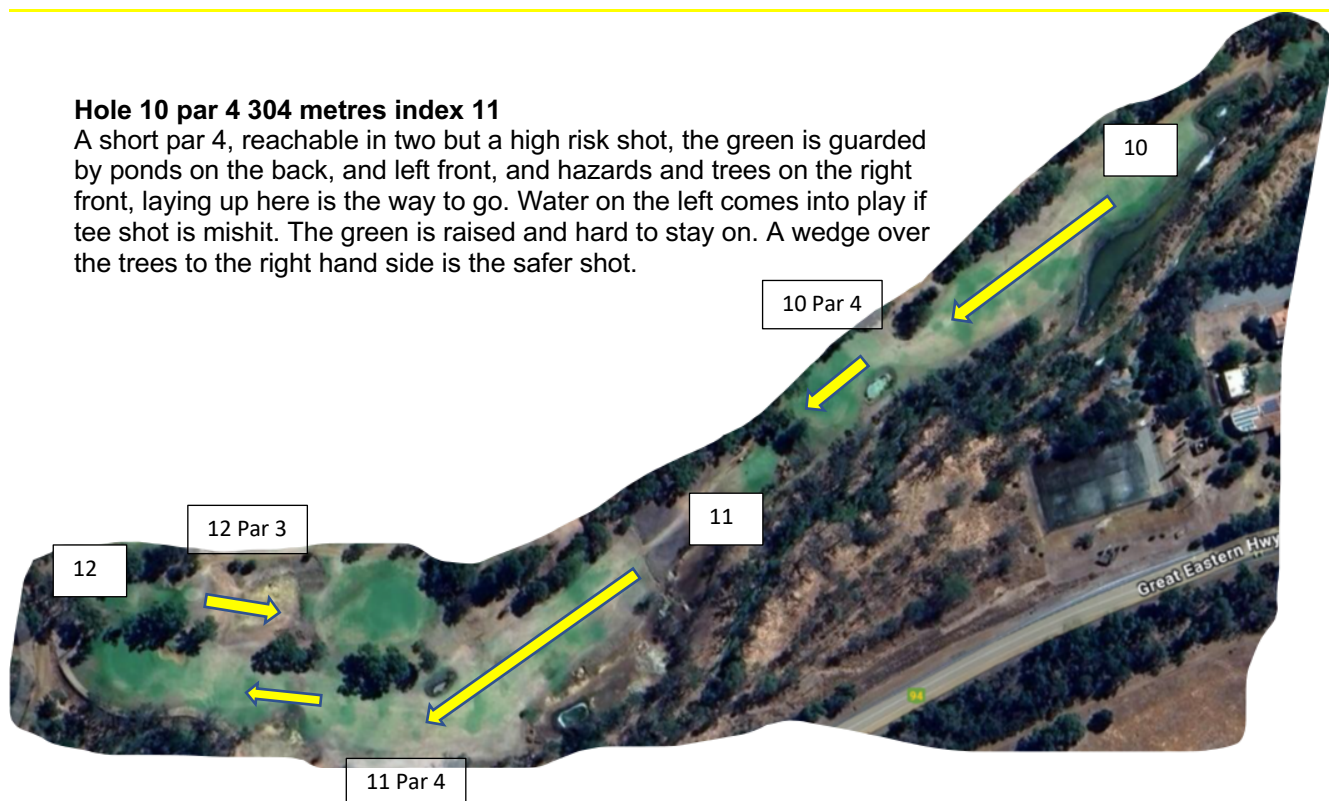 Hole 10 par 4 304 metres index 11
A short par 4, reachable in two but a high risk shot, the green is guarded
by ponds on the back, and left front, and hazards and trees on the right
front, laying up here is the way to go. Water on the left comes into play if
tee shot is mishit. The green is raised and hard to stay on. A wedge over
the trees to the right hand side is the safer shot.
10
10 Par 4
11
12 Par 3
12
Great Eastern Hwy
94
11 Par 4